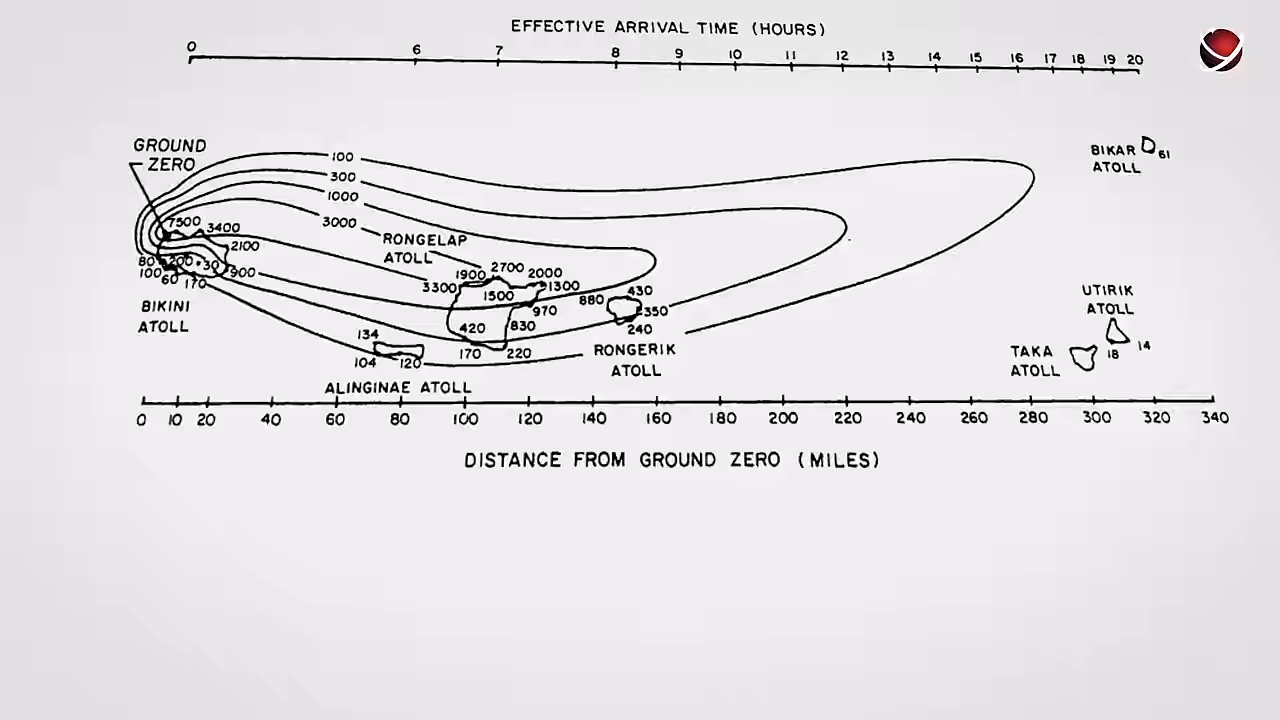 EFFECTIVE ARRIVAL TIME (HOURS)
0 6 7 8 9 10 11 12 13 14 15 16 17 18 19 20
GROUND
ZERO
100
300
1000
3000
BIKAR
ATOLL
61
7500
3400
2100
80
200
30
900
100
60
170
BIKINI
ATOLL
RONGELAP
ATOLL
1900
2700
2000
3300
1500
1300
970
420
830
170
220
880
430
350
240
RONGERIK
ATOLL
134
104
120
ALINGINAE ATOLL
UTIRIK
ATOLL
14
TAKA
ATOLL
18
0 10 20 40 60 80 100 120 140 160 180 200 220 240 260 280 300 320 340
DISTANCE FROM GROUND ZERO (MILES)